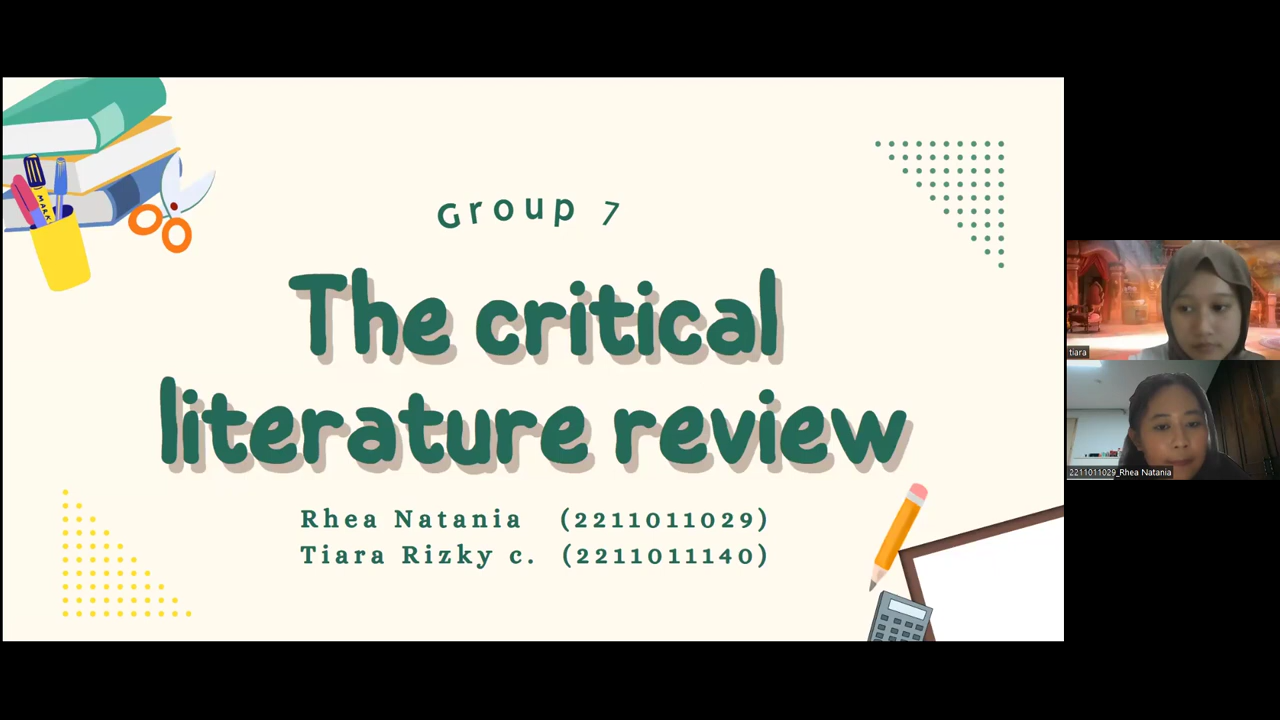 Group 7
The critical
literature review
Rhea Natania (2211011029)
Tiara Rizky c. (2211011140)
tiara
2211011029_Rhea Natania